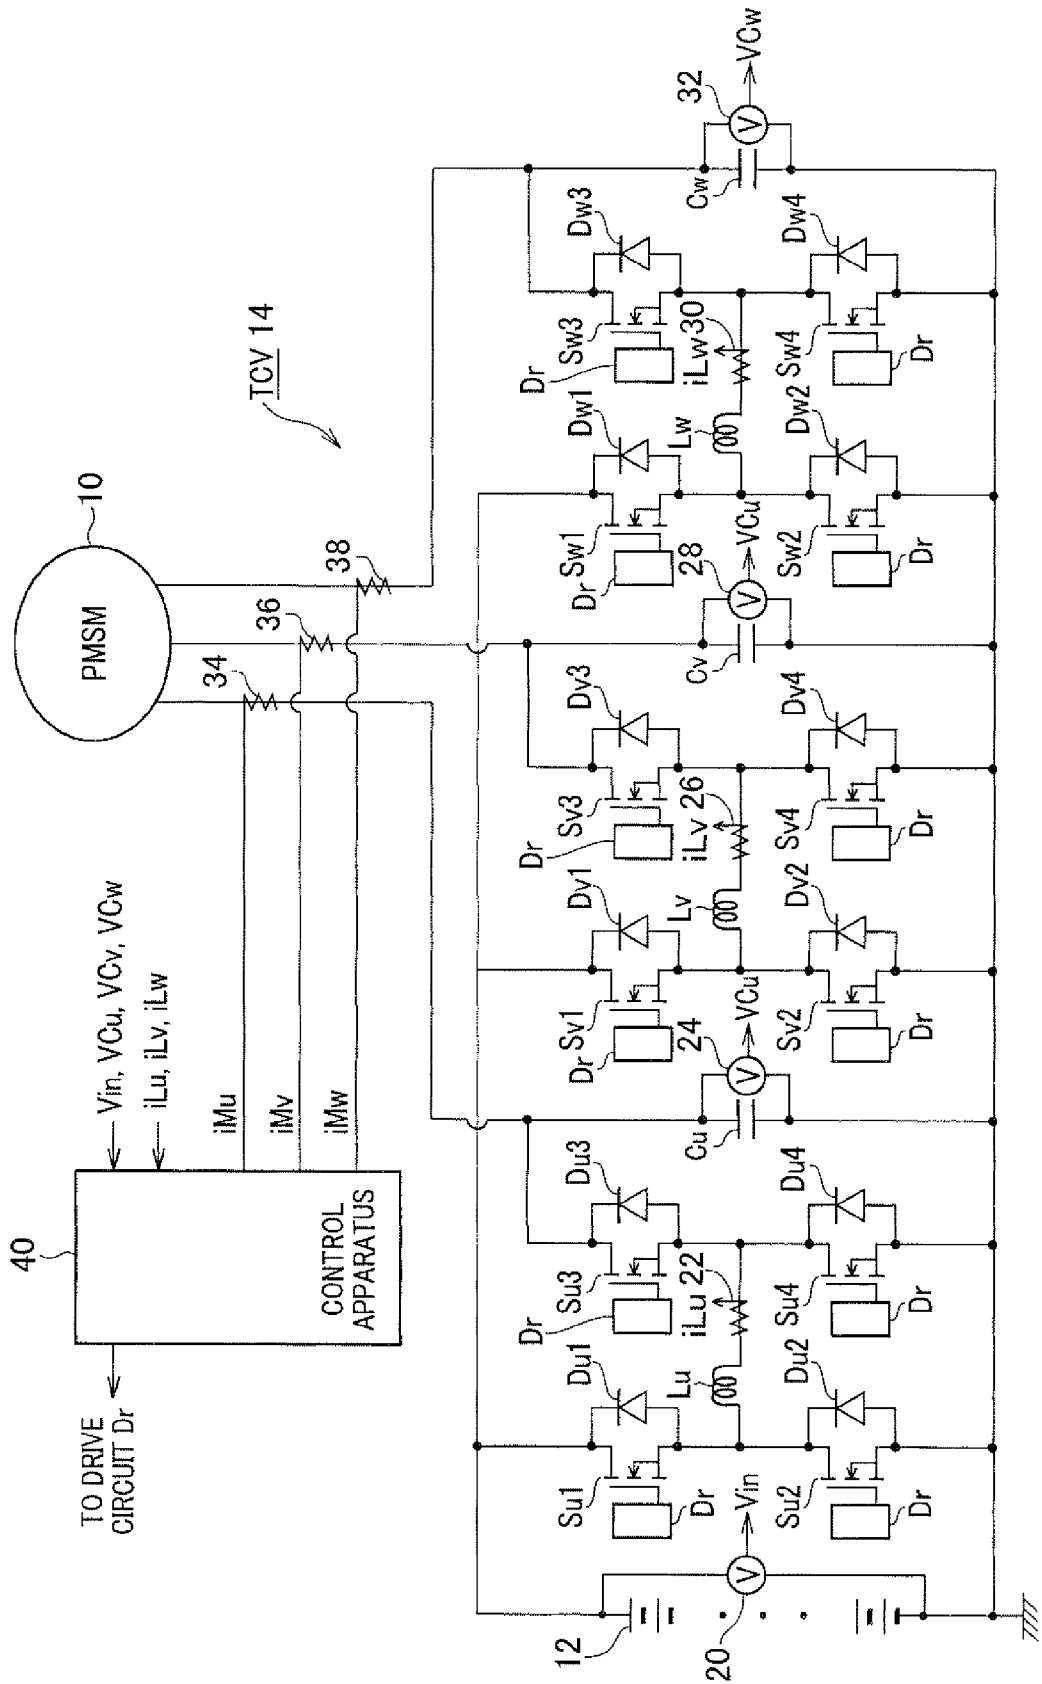 TCV 14
PMSM
10
34
36
38
40
CONTROL
APPARATUS
TO DRIVE
CIRCUIT Dr
Vin, VCu, VCv, VCw
iLu, iLv, iLw
iMu
iMv
iMw
12
20
Vin
V
Su1
Du1
Dr
Su2
Du2
Dr
Lu
iLu
22
Su3
Du3
Dr
Su4
Du4
Dr
Cu
24
V
VCu
Sv1
Dv1
Dr
Sv2
Dv2
Dr
Lv
iLv
26
Sv3
Dv3
Dr
Sv4
Dv4
Dr
Cv
28
V
VCu
Sw1
Dw1
Dr
Sw2
Dw2
Dr
Lw
iLw
30
Sw3
Dw3
Dr
Sw4
Dw4
Dr
Cw
32
V
VCw